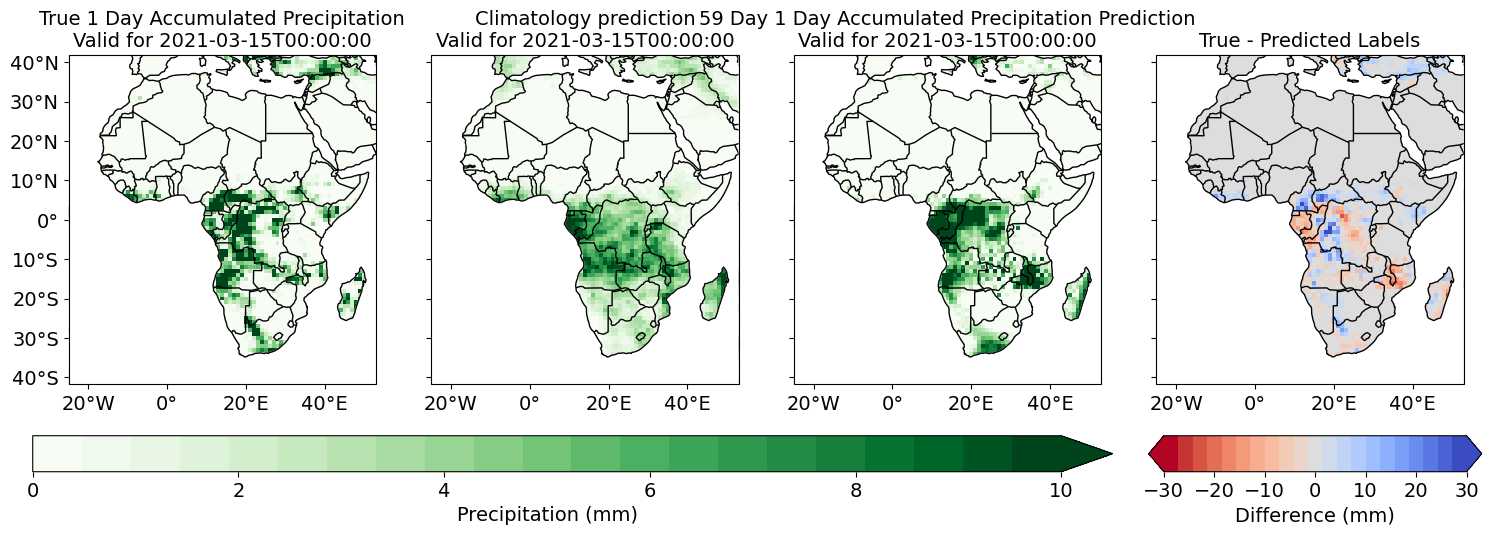 True 1 Day Accumulated Precipitation
Valid for 2021-03-15T00:00:00
Climatology prediction
Valid for 2021-03-15T00:00:00
59 Day 1 Day Accumulated Precipitation Prediction
Valid for 2021-03-15T00:00:00
True - Predicted Labels
40°N
30°N
20°N
10°N
0°
10°S
20°S
30°S
40°S
20°W 0° 20°E 40°E
20°W 0° 20°E 40°E
20°W 0° 20°E 40°E
20°W 0° 20°E 40°E
0 2 4 6 8 10
Precipitation (mm)
−30 −20 −10 0 10 20 30
Difference (mm)